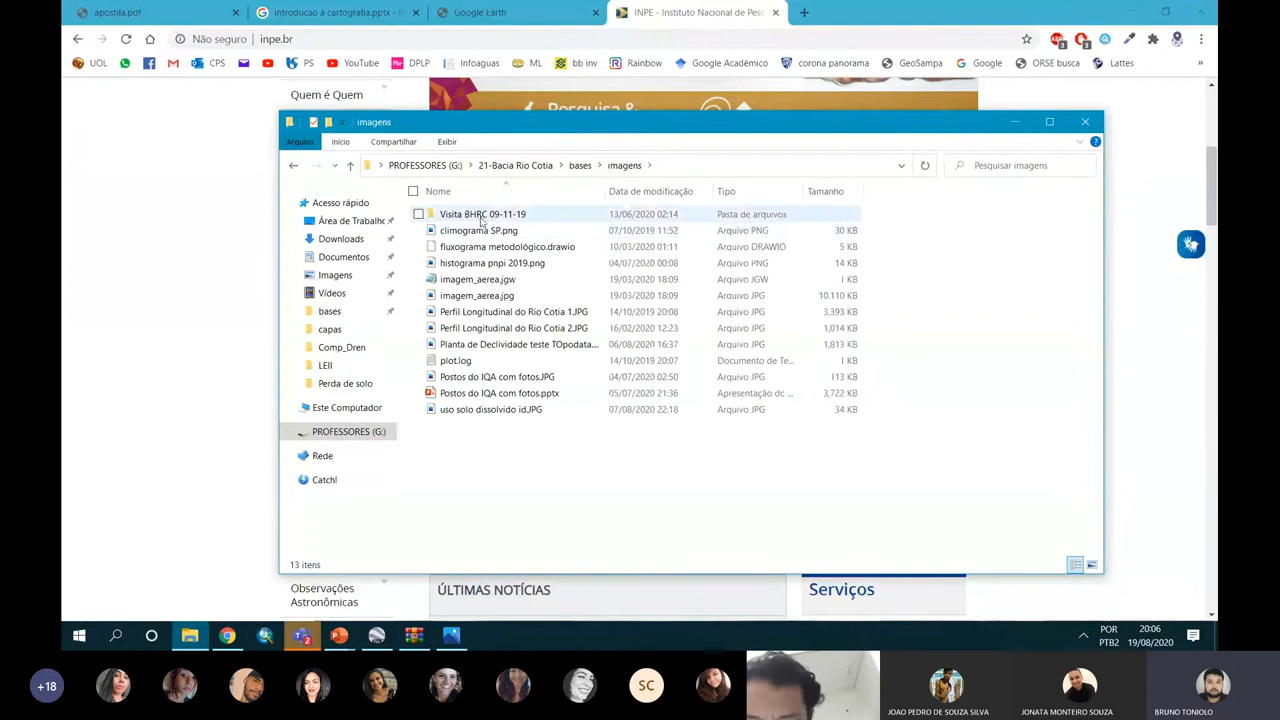 apostila.pdf
introducao à cartografia.pptx - P
Google Earth
INPE - Instituto Nacional de Pesq
Não seguro
inpe.br
3
3
UOL
CPS
ML
PS
YouTube
DPLP
Infoaguas
ML
bb inv
Rainbow
Google Acadêmico
corona panorama
GeoSampa
Google
ORSE busca
Lattes
»
Quem é Quem
Pesquisa &
imagens
Arquivo
Início
Compartilhar
Exibir
PROFESSORES (G:)
21-Bacia Rio Cotia
bases
imagens
Pesquisar imagens
Nome
Data de modificação
Tipo
Tamanho
Acesso rápido
Área de Trabalho
Downloads
Documentos
Imagens
Vídeos
bases
capas
Comp_Dren
LEII
Perda de solo
Este Computador
PROFESSORES (G:)
Rede
Catch!
Visita BHRC 09-11-19 13/06/2020 02:14 Pasta de arquivos
climograma SP.png 07/10/2019 11:52 Arquivo PNG 30 KB
fluxograma metodológico.drawio 10/03/2020 01:11 Arquivo DRAWIO 5 KB
histograma pnpi 2019.png 04/07/2020 00:08 Arquivo PNG 14 KB
imagem_aerea.jgw 19/03/2020 18:09 Arquivo JGW 1 KB
imagem_aerea.jpg 19/03/2020 18:09 Arquivo JPG 10.110 KB
Perfil Longitudinal do Rio Cotia 1.JPG 14/10/2019 20:08 Arquivo JPG 3,393 KB
Perfil Longitudinal do Rio Cotia 2.JPG 16/02/2020 12:23 Arquivo JPG 1,014 KB
Planta de Declividade teste TOpodata... 06/08/2020 16:37 Arquivo JPG 1,813 KB
plot.log 14/10/2019 20:07 Documento de Te... 1 KB
Postos do IQA com fotos.JPG 04/07/2020 02:50 Arquivo JPG 113 KB
Postos do IQA com fotos.pptx 05/07/2020 21:36 Apresentação do ... 3,722 KB
uso solo dissolvido id.JPG 07/08/2020 22:18 Arquivo JPG 34 KB
13 itens
Observações
Astronômicas
ÚLTIMAS NOTÍCIAS
Serviços
POR
PTB2
20:06
19/08/2020
+18
SC
JOAO PEDRO DE SOUZA SILVA
JONATA MONTEIRO SOUZA
BRUNO TONIOLO